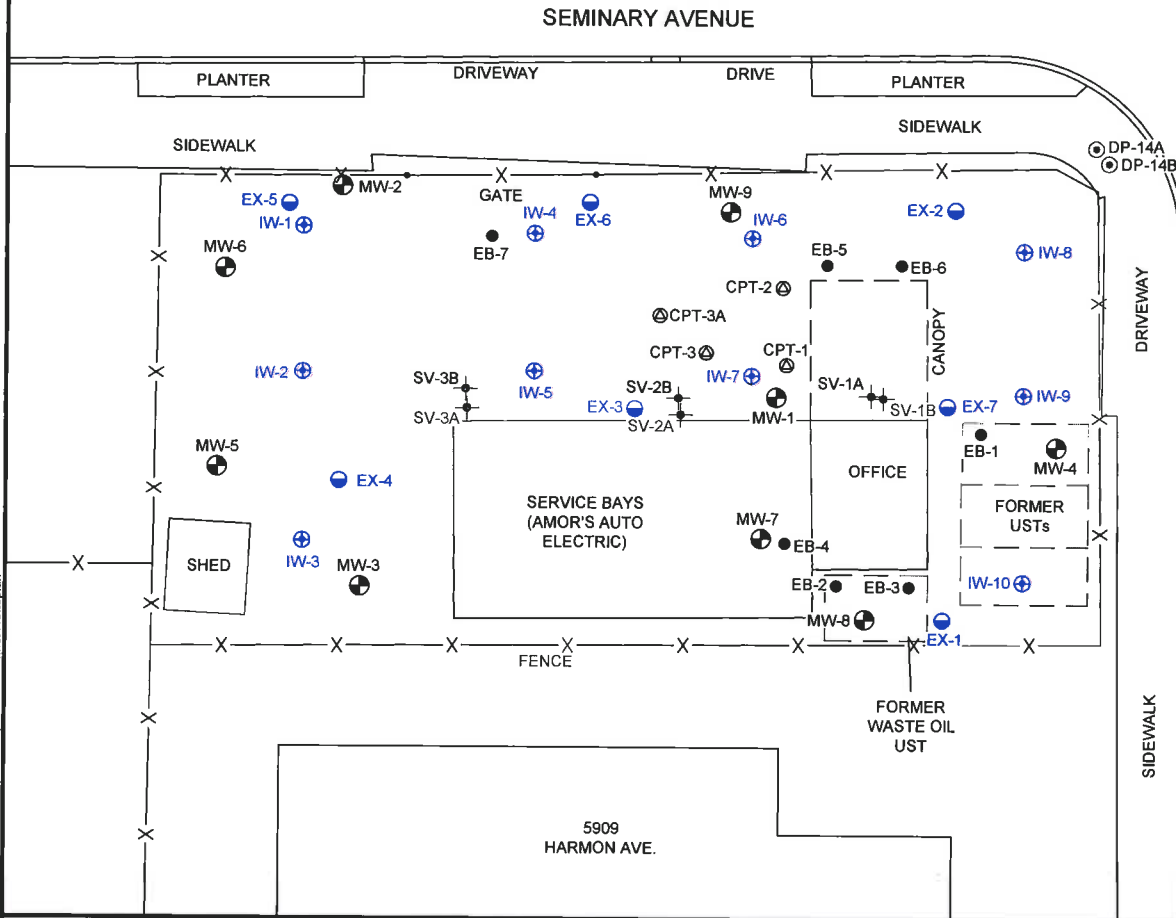 SEMINARY AVENUE
PLANTER
DRIVEWAY
DRIVE
PLANTER
SIDEWALK
SIDEWALK
DP-14A
DP-14B
MW-2
GATE
EX-5
IW-1
MW-6
IW-4
EX-6
EB-7
MW-9
IW-6
EX-2
IW-8
EB-5
EB-6
CPT-2
CPT-3A
CPT-3
CPT-1
CANOPY
DRIVEWAY
IW-2
SV-3B
SV-3A
IW-5
EX-3
SV-2B
SV-2A
IW-7
MW-1
SV-1A
SV-1B
EX-7
IW-9
MW-5
EX-4
EB-1
MW-4
OFFICE
SERVICE BAYS
(AMOR'S AUTO
ELECTRIC)
FORMER
USTs
MW-7
EB-4
SHED
IW-3
MW-3
EB-2
EB-3
IW-10
MW-8
EX-1
FENCE
FORMER
WASTE OIL
UST
SIDEWALK
5909
HARMON AVE.